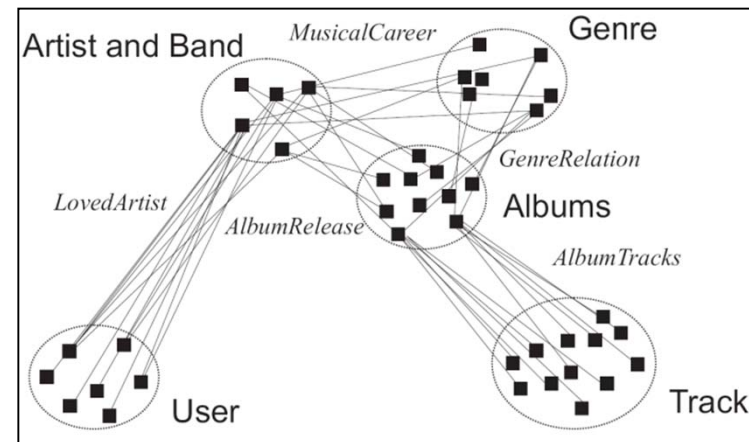 MusicalCareer
Genre
Artist and Band
GenreRelation
LovedArtist
Albums
AlbumRelease
AlbumTracks
Track
User